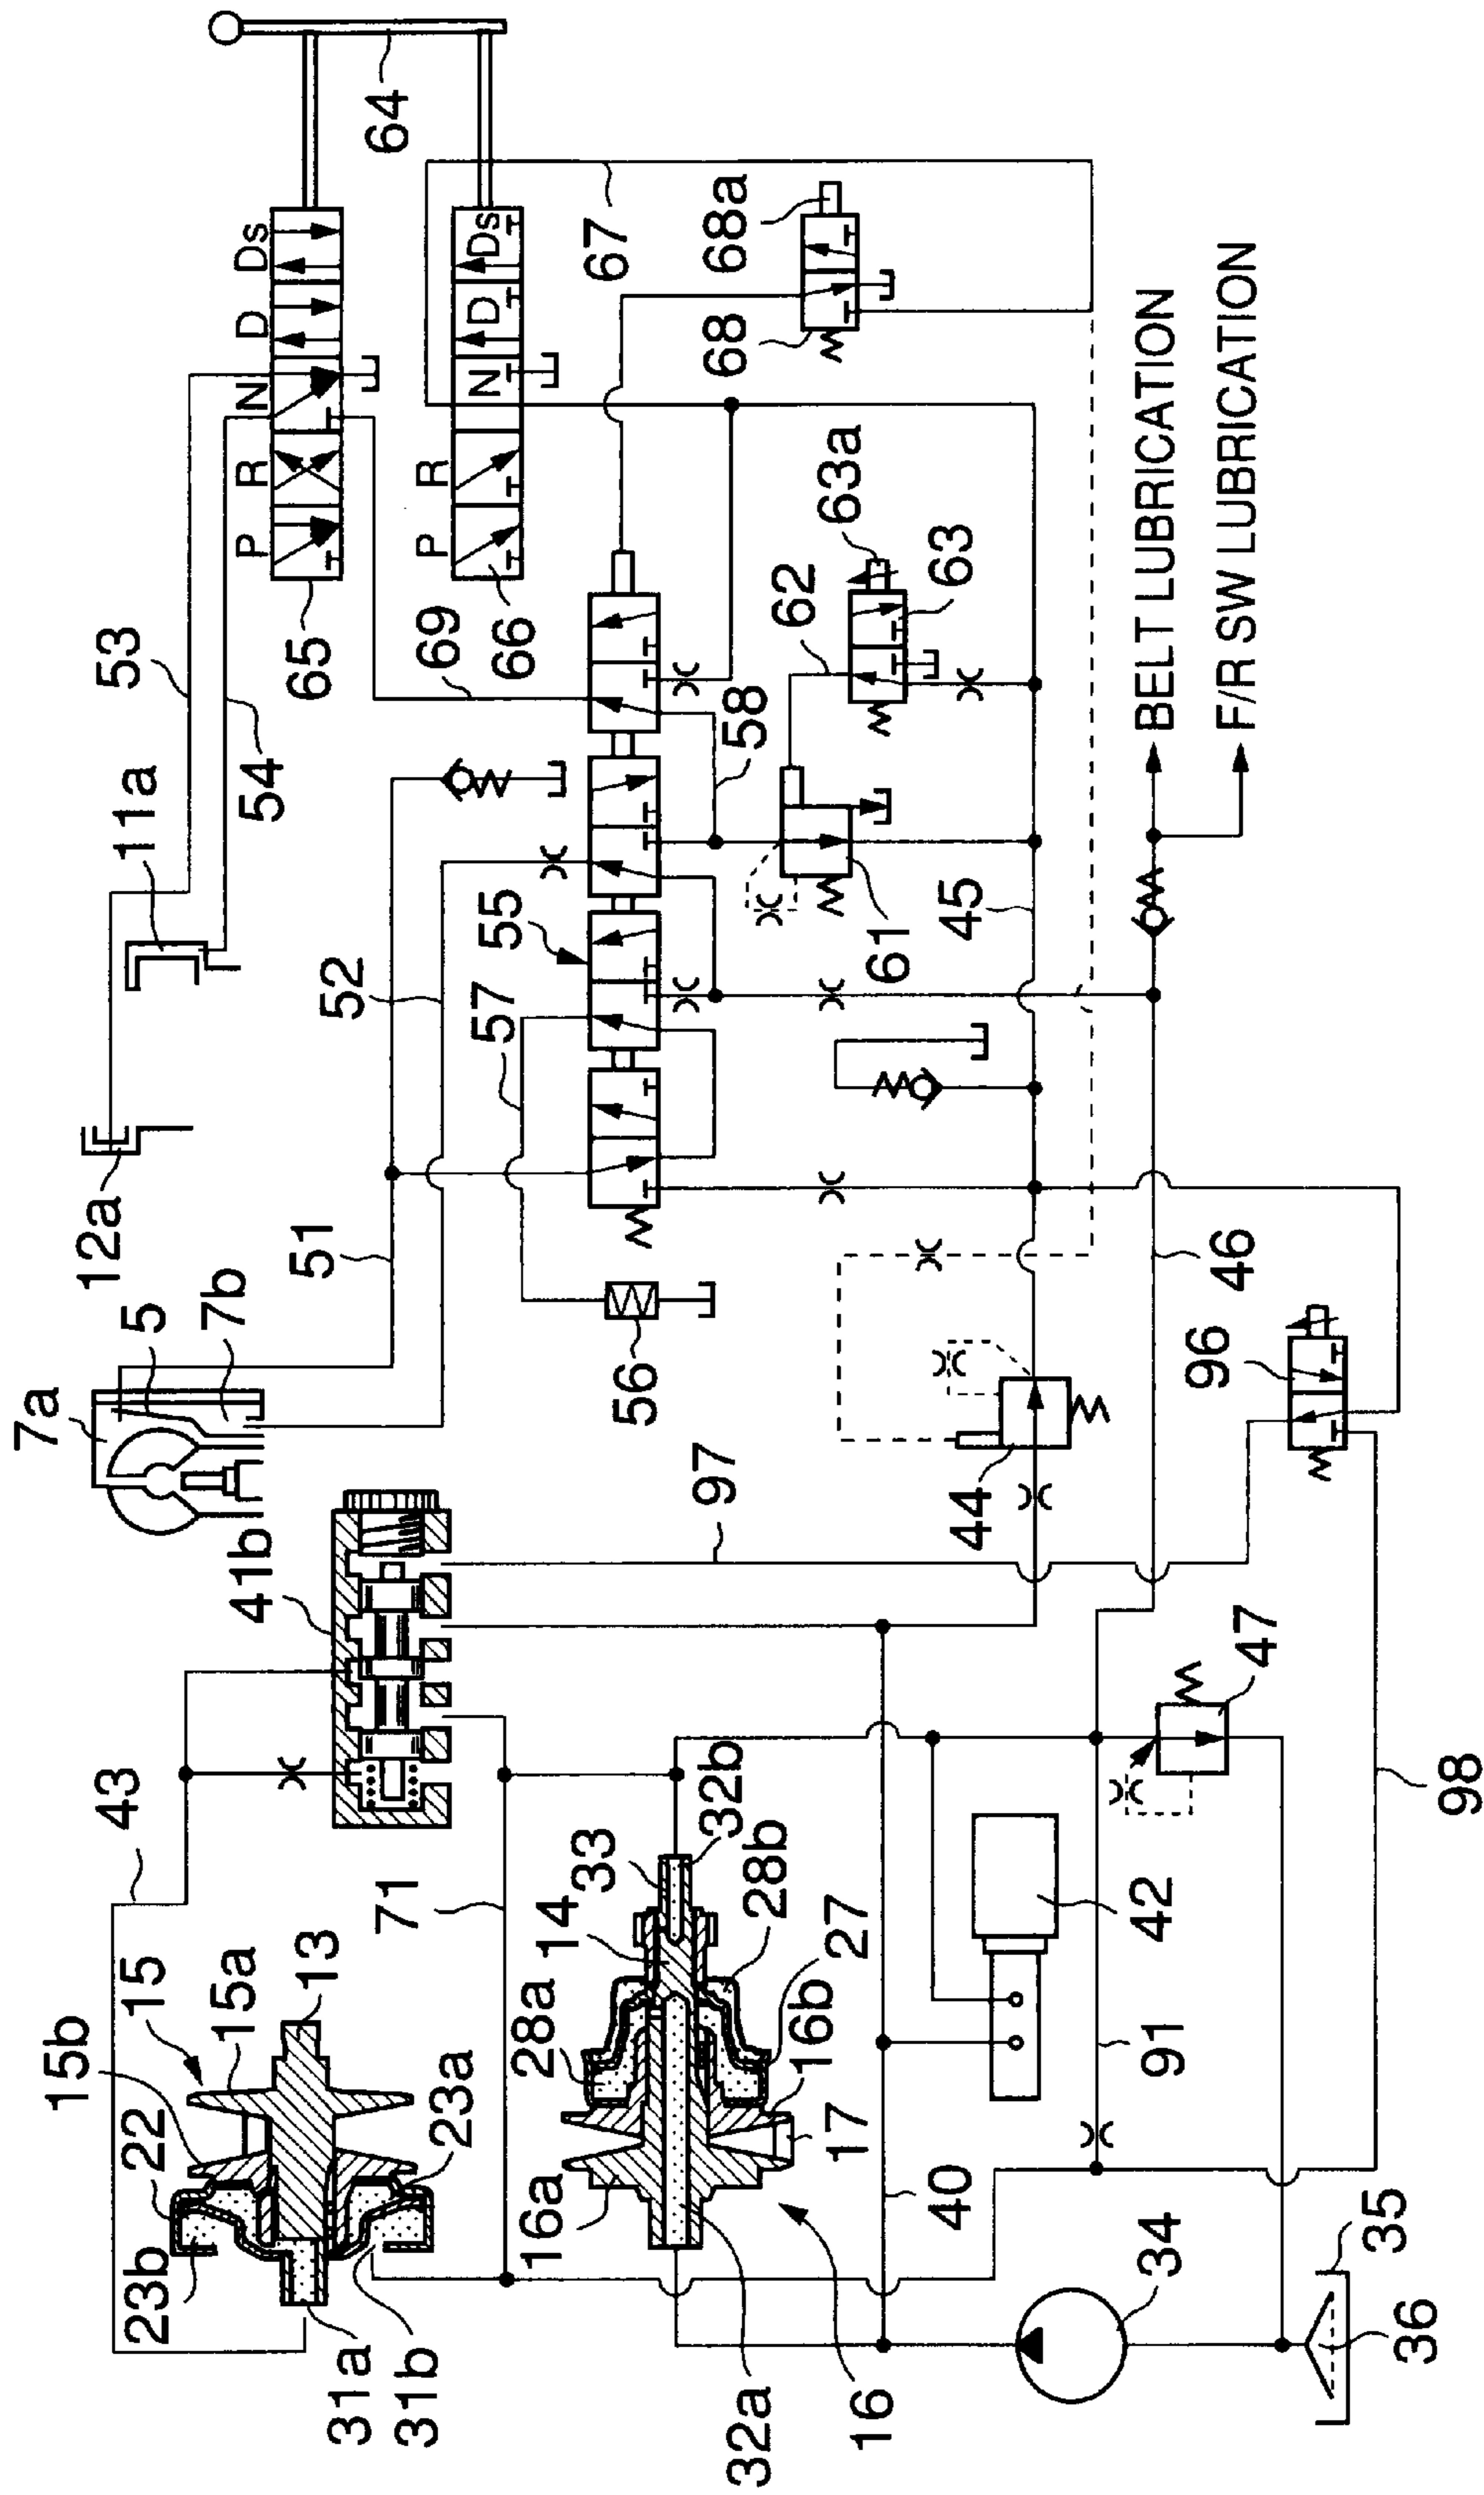 7a
15b
12a
43
53
11a
23b
22
15
5
15a
7b
41b
54
P R N D Ds
13
51
65
31a
52
31b
71
64
23a
69
P R N D Ds
57
55
66
16a
28a
14
33
56
67
97
32b
58
68
68a
32a
28b
62
16b
17
27
63a
16
61
40
44
45
63
34
91
42
BELT LUBRICATION
96
46
F/R SW LUBRICATION
47
35
36
98